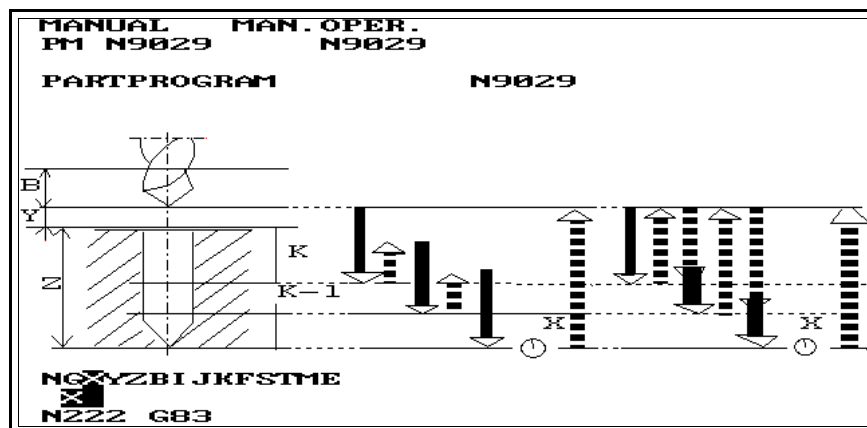 MANUAL MAN.OPER.
PM N9029 N9029
PARTPROGRAM N9029
B
Y
Z
K
K-1
X X
NGXYZBIJKFSTME
X
N222 G83